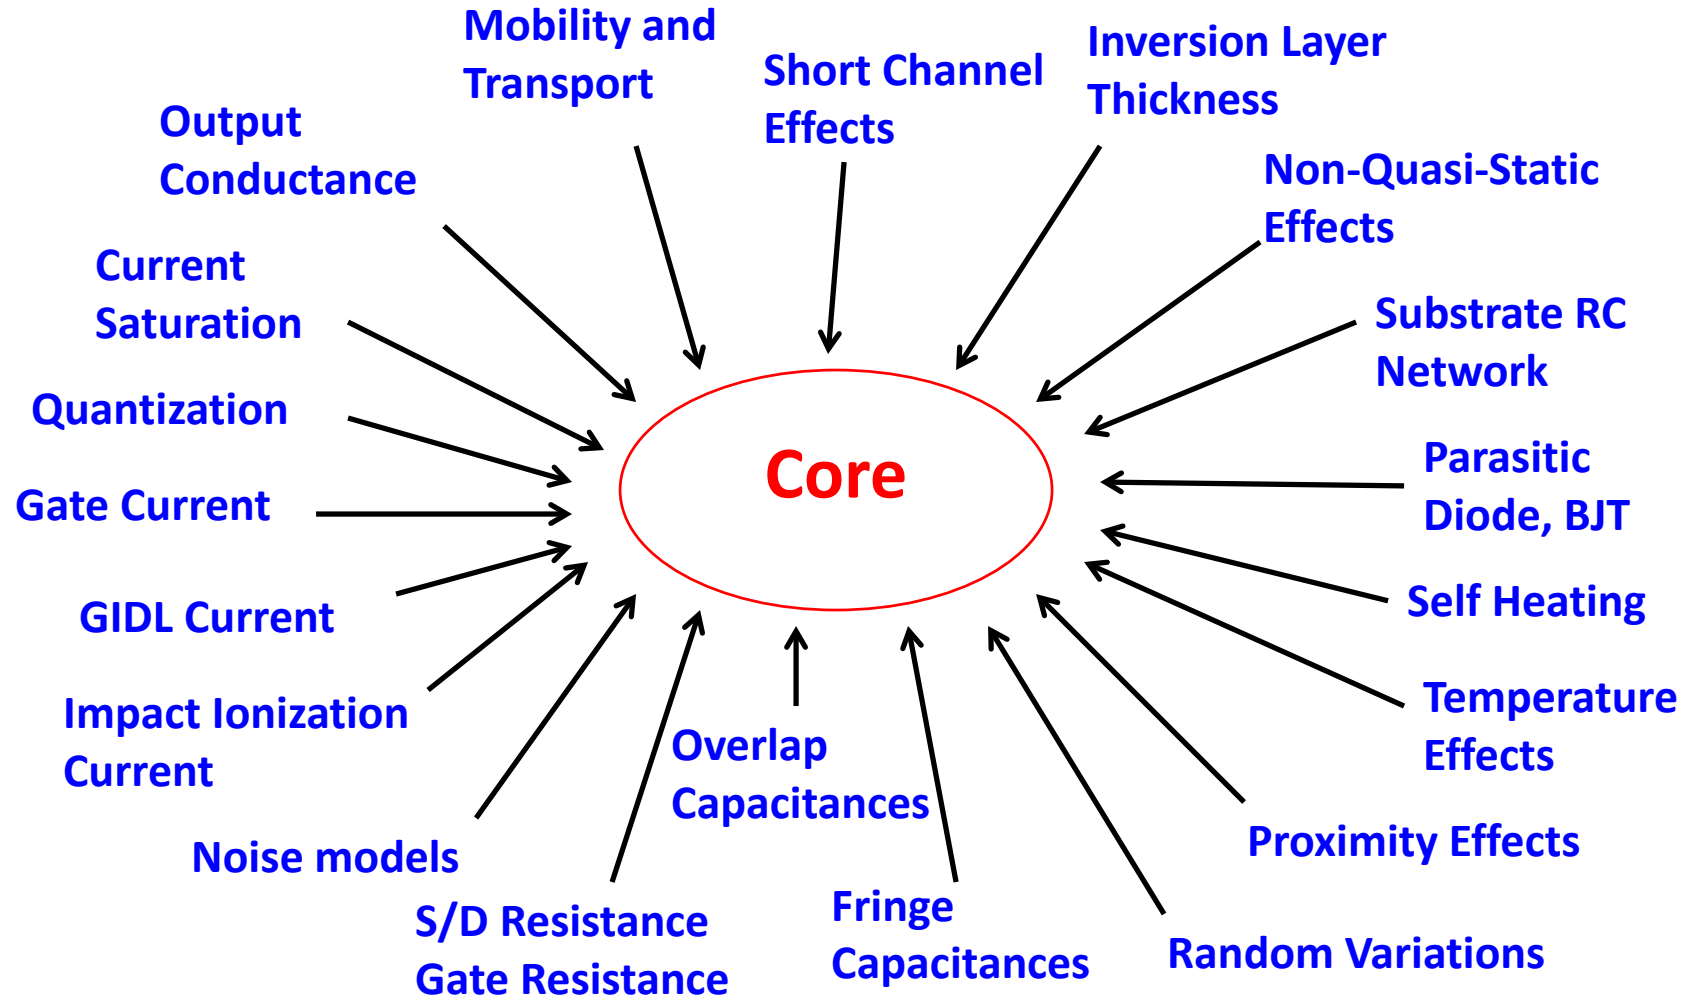 Mobility and
Transport
Short Channel
Effects
Inversion Layer
Thickness
Output
Conductance
Non-Quasi-Static
Effects
Current
Saturation
Substrate RC
Network
Quantization
Core
Parasitic
Diode, BJT
Gate Current
GIDL Current
Self Heating
Impact Ionization
Current
Overlap
Capacitances
Temperature
Effects
Noise models
Proximity Effects
S/D Resistance
Gate Resistance
Fringe
Capacitances
Random Variations